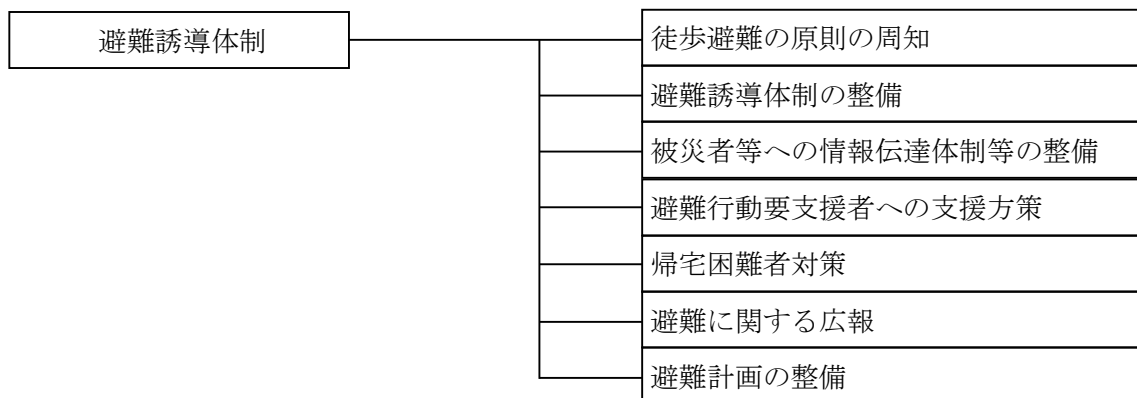 避難誘導体制
徒歩避難の原則の周知
避難誘導体制の整備
被災者等への情報伝達体制等の整備
避難行動要支援者への支援方策
帰宅困難者対策
避難に関する広報
避難計画の整備